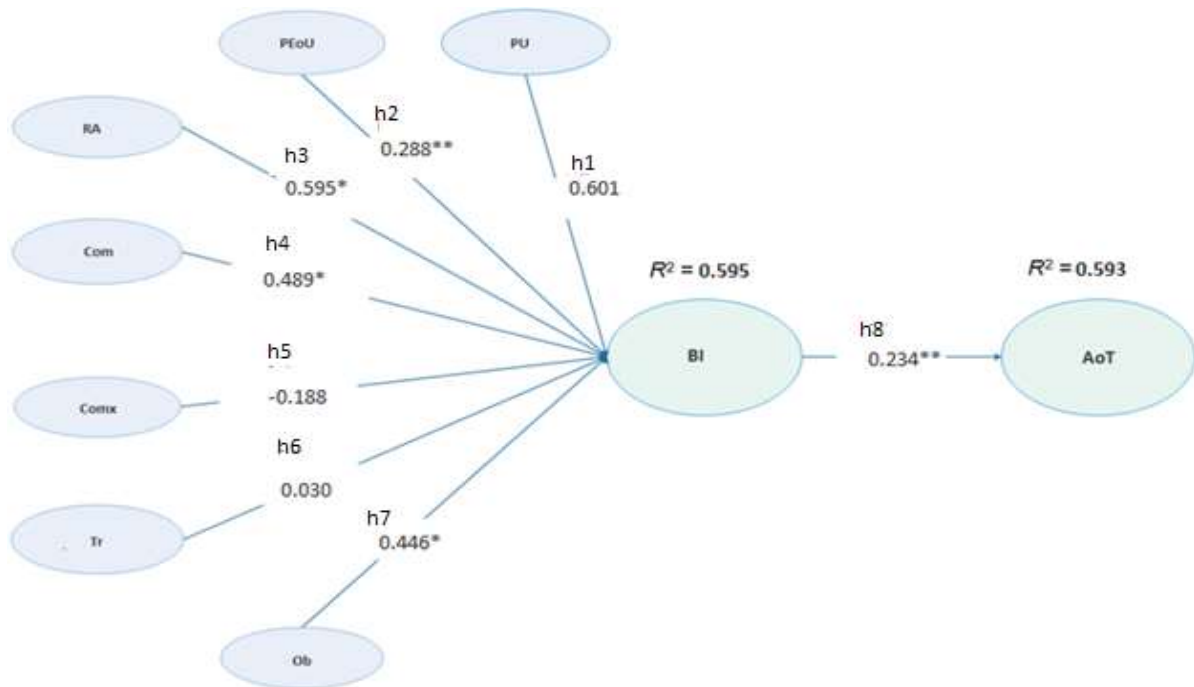 PEoU
PU
RA
h2
0.288**
h3
0.595*
h1
0.601
Com
h4
0.489*
R² = 0.595
R² = 0.593
BI
h8
0.234**
AoT
h5
-0.188
Comx
h6
0.030
Tr
h7
0.446*
Ob